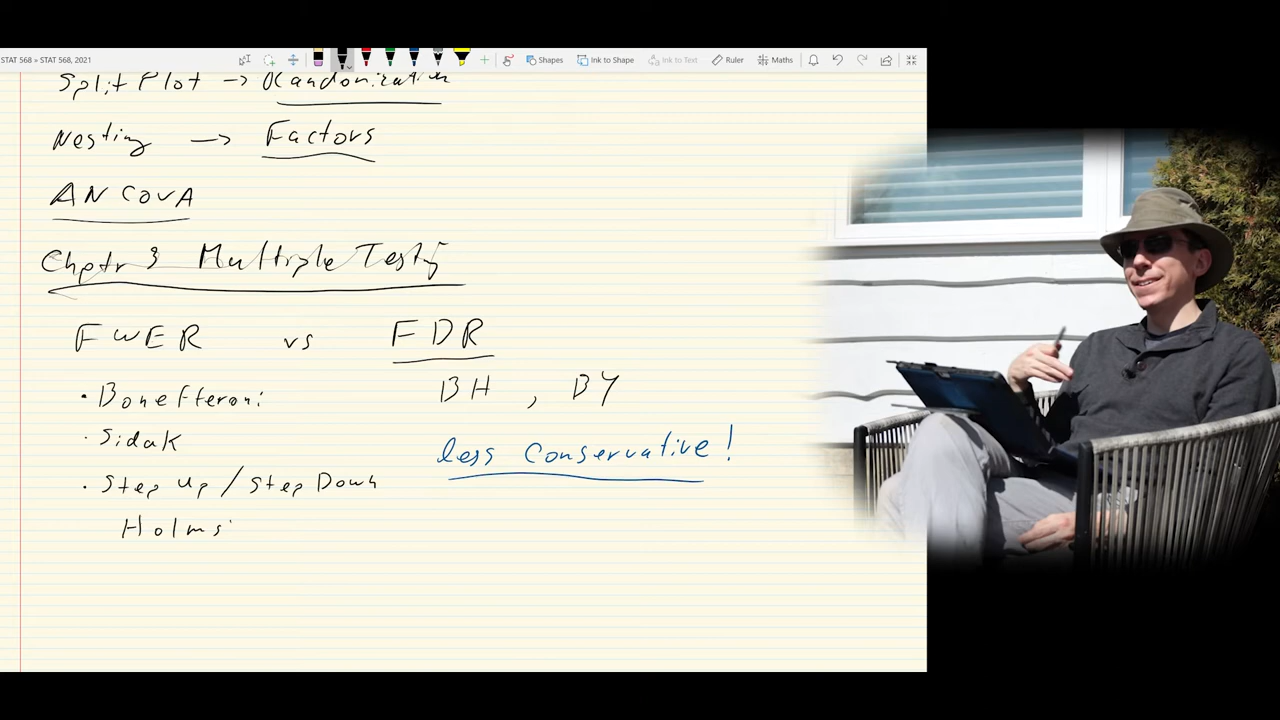 STAT 568 » STAT 568, 2021
Shapes Ink to Shape Ink to Text Ruler Maths
Split Plot → Randomization
Nesting → Factors
ANCOVA
Chptr 3 Multiple Testing
FWER vs FDR
• Bonefferoni BH , BY
• Sidak less conservative!
• Step Up / Step Down
Holms